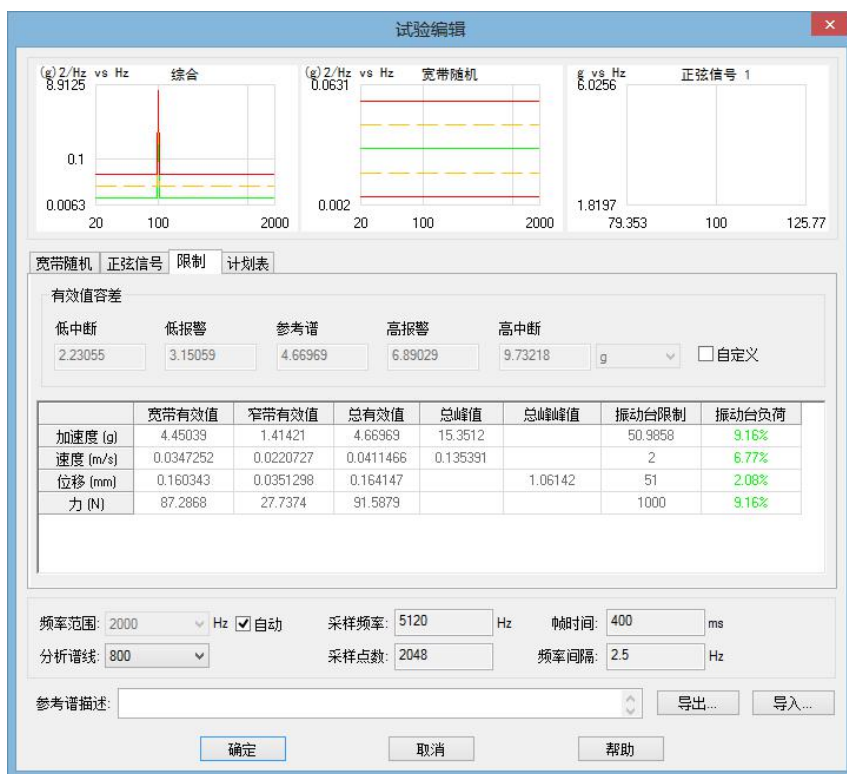 试验编辑
(g)2/Hz vs Hz 综合
8.9125
0.1
0.0063
20 100 2000
(g)2/Hz vs Hz 宽带随机
0.0631
0.002
20 100 2000
g vs Hz 正弦信号 1
6.0256
1.8197
79.353 100 125.77
宽带随机 正弦信号 限制 计划表
有效值容差
低中断 低报警 参考谱 高报警 高中断
2.23055 3.15059 4.66969 6.89029 9.73218 g 自定义
宽带有效值 窄带有效值 总有效值 总峰值 总峰峰值 振动台限制 振动台负荷
加速度 (g) 4.45039 1.41421 4.66969 15.3512 50.9858 9.16%
速度 (m/s) 0.0347252 0.0220727 0.0411466 0.135391 2 6.77%
位移 (mm) 0.160343 0.0351298 0.164147 1.06142 51 2.08%
力 (N) 87.2868 27.7374 91.5879 1000 9.16%
频率范围: 2000 Hz 自动 采样频率: 5120 Hz 帧时间: 400 ms
分析谱线: 800 采样点数: 2048 频率间隔: 2.5 Hz
参考谱描述: 导出... 导入...
确定 取消 帮助